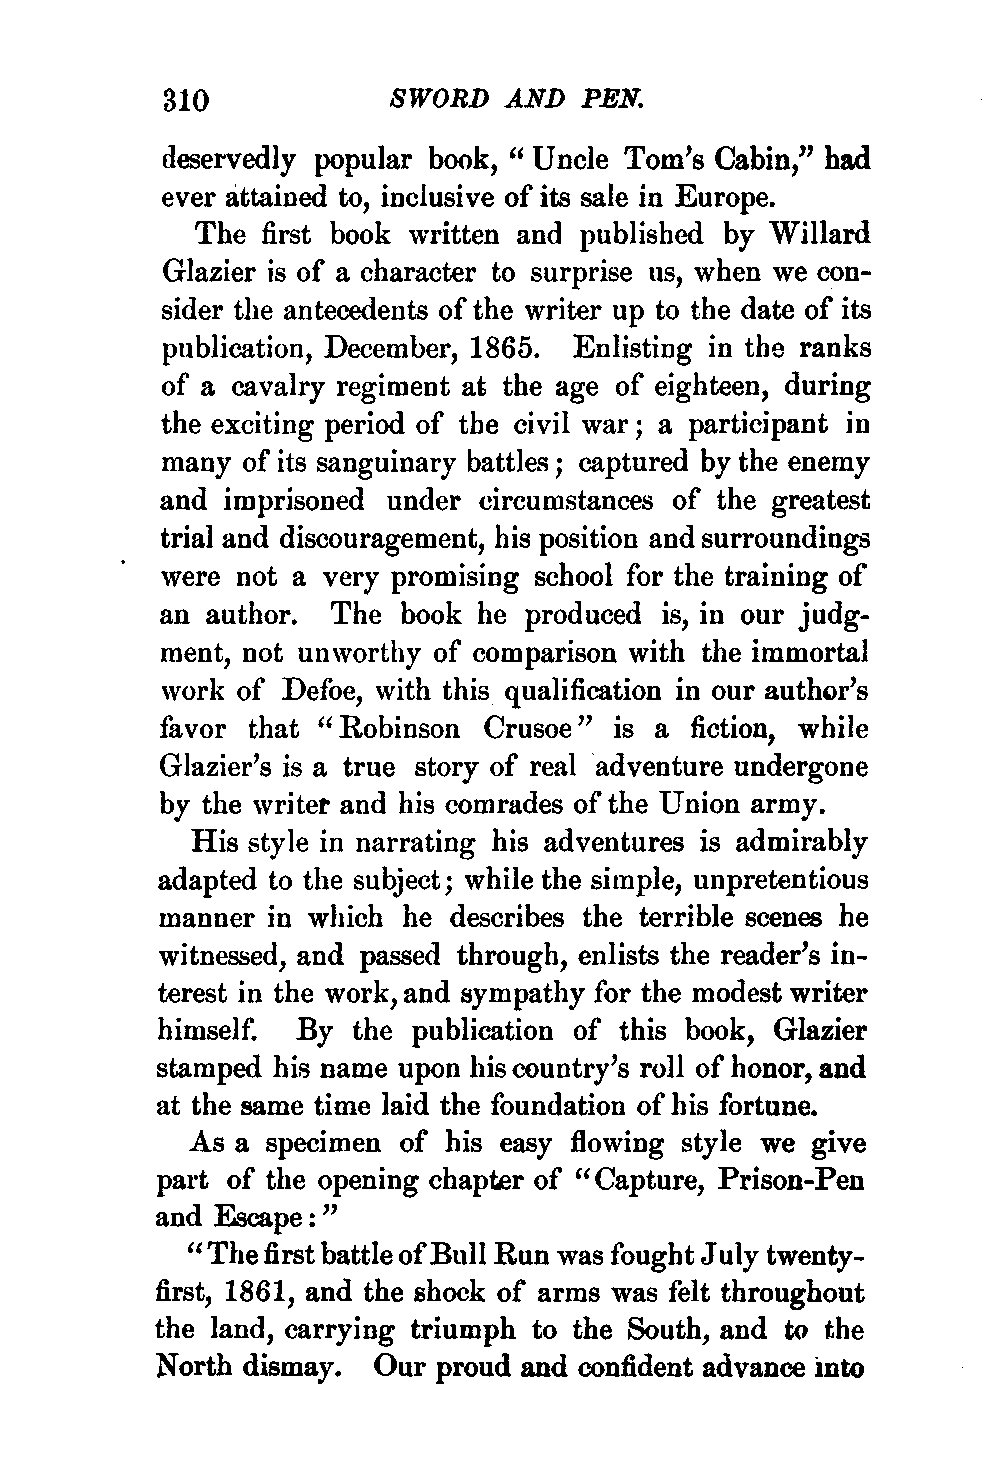 310 SWORD AND PEN.
deservedly popular book, “ Uncle Tom’s Cabin,” had
ever attained to, inclusive of its sale in Europe.
The first book written and published by Willard
Glazier is of a character to surprise us, when we con-
sider the antecedents of the writer up to the date of its
publication, December, 1865. Enlisting in the ranks
of a cavalry regiment at the age of eighteen, during
the exciting period of the civil war ; a participant in
many of its sanguinary battles ; captured by the enemy
and imprisoned under circumstances of the greatest
trial and discouragement, his position and surroundings
were not a very promising school for the training of
an author. The book he produced is, in our judg-
ment, not unworthy of comparison with the immortal
work of Defoe, with this qualification in our author’s
favor that “ Robinson Crusoe ” is a fiction, while
Glazier’s is a true story of real adventure undergone
by the writer and his comrades of the Union army.
His style in narrating his adventures is admirably
adapted to the subject; while the simple, unpretentious
manner in which he describes the terrible scenes he
witnessed, and passed through, enlists the reader’s in-
terest in the work, and sympathy for the modest writer
himself. By the publication of this book, Glazier
stamped his name upon his country’s roll of honor, and
at the same time laid the foundation of his fortune.
As a specimen of his easy flowing style we give
part of the opening chapter of “Capture, Prison-Pen
and Escape : ”
“The first battle of Bull Run was fought July twenty-
first, 1861, and the shock of arms was felt throughout
the land, carrying triumph to the South, and to the
North dismay. Our proud and confident advance into